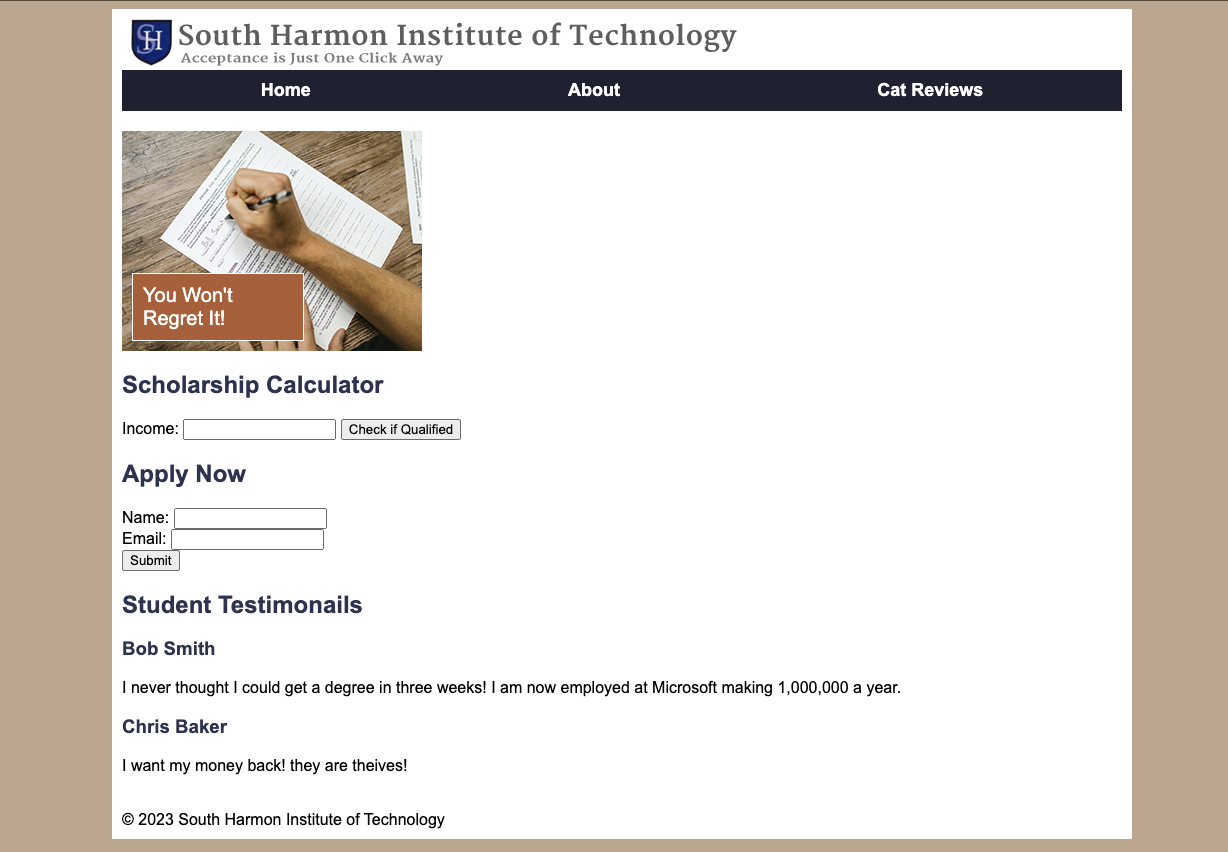 SH South Harmon Institute of Technology
Acceptance is Just One Click Away
Home About Cat Reviews
You Won't
Regret It!
Scholarship Calculator
Income: Check if Qualified
Apply Now
Name:
Email:
Submit
Student Testimonails
Bob Smith
I never thought I could get a degree in three weeks! I am now employed at Microsoft making 1,000,000 a year.
Chris Baker
I want my money back! they are theives!
© 2023 South Harmon Institute of Technology